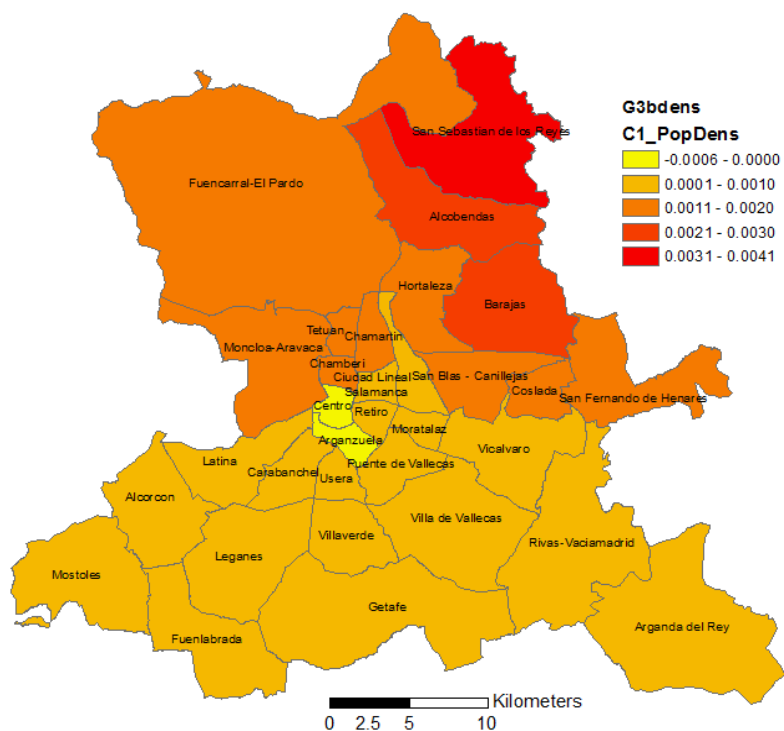 G3bdens
C1_PopDens
-0.0006 - 0.0000
0.0001 - 0.0010
0.0011 - 0.0020
0.0021 - 0.0030
0.0031 - 0.0041
San Sebastian de los Reyes
Fuencarral-El Pardo
Alcobendas
Hortaleza
Barajas
Tetuan
Chamartin
Moncloa-Aravaca
Chamberi
Ciudad Lineal
San Blas - Canillejas
Salamanca
Coslada
San Fernando de Henares
Centro
Retiro
Moratalaz
Arganzuela
Vicalvaro
Latina
Carabanchel
Puente de Vallecas
Usera
Alcorcon
Villa de Vallecas
Villaverde
Rivas-Vaciamadrid
Leganes
Mostoles
Getafe
Arganda del Rey
Fuenlabrada
Kilometers
0 2.5 5 10